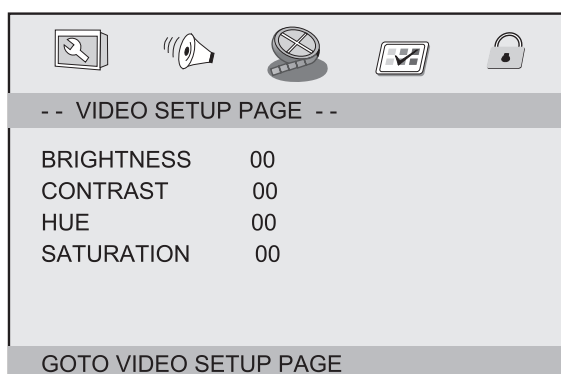 -- VIDEO SETUP PAGE --
BRIGHTNESS 00
CONTRAST 00
HUE 00
SATURATION 00
GOTO VIDEO SETUP PAGE